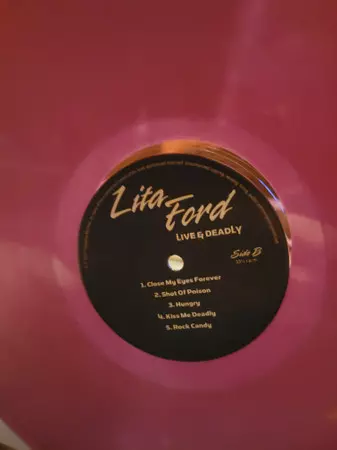 Lita
Ford
LIVE & DEADLY
Side B
1. Close My Eyes Forever
2. Shot Of Poison
3. Hungry
4. Kiss Me Deadly
5. Rock Candy